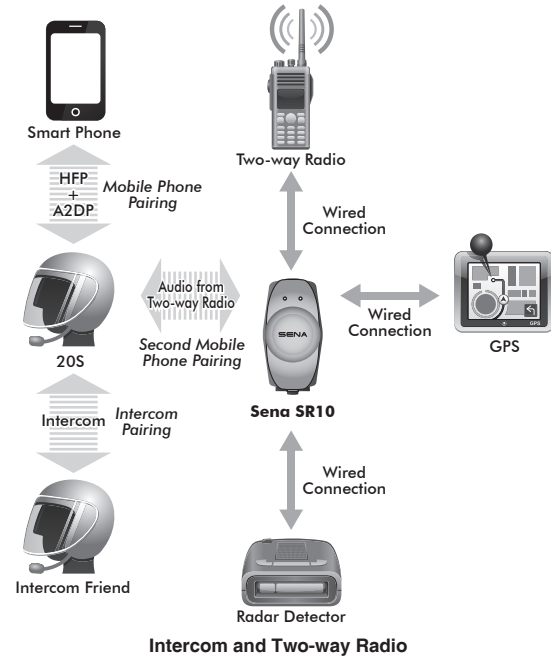 Smart Phone
Two-way Radio
HFP
+
A2DP
Mobile Phone
Pairing
Wired
Connection
Audio from
Two-way Radio
SENA
Wired
Connection
GPS
GPS
20S
Second Mobile
Phone Pairing
Sena SR10
Intercom
Intercom
Pairing
Wired
Connection
Intercom Friend
Radar Detector
Intercom and Two-way Radio